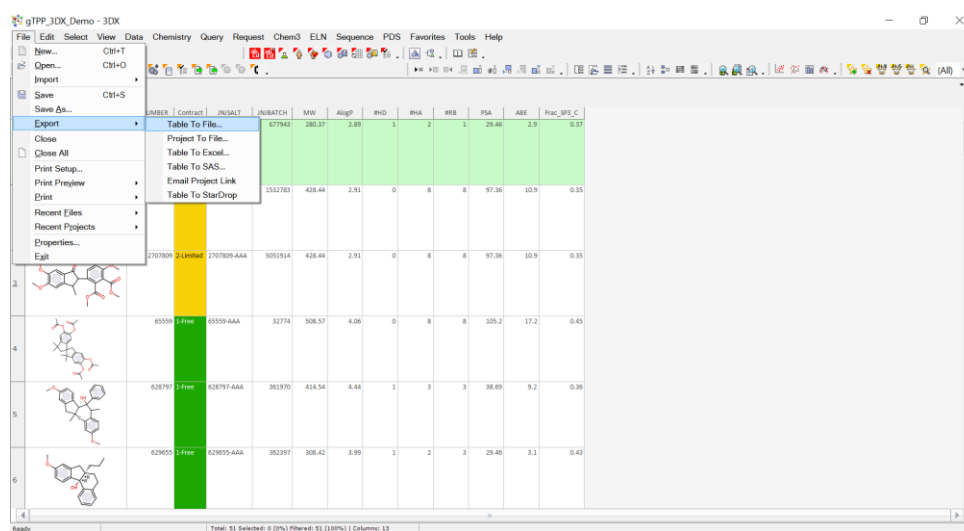 gTPP_3DX_Demo - 3DX
File Edit Select View Data Chemistry Query Request Chem3 ELN Sequence PDS Favorites Tools Help
New... Ctrl+T
Open... Ctrl+O
(All)
Import
Save Ctrl+S
Save As...
UMBER Contract JNJSALT JNJBATCH MW AlogP #HD #HA #RB PSA ABE Frac_SP3_C
Export Table To File... 677943 280.37 2.89 1 2 1 29.46 2.9 0.37
Close Project To File...
Close All Table To Excel...
Print Setup... Table To SAS...
Print Preview Email Project Link
Print Table To StarDrop 1532783 428.44 2.91 0 8 8 97.36 10.9 0.35
Recent Files
Recent Projects
Properties...
Exit 2707809 2-Limited 2707809-AAA 5051914 428.44 2.91 0 8 8 97.36 10.9 0.35
3
65559 1-Free 65559-AAA 32774 508.57 4.06 0 8 8 105.2 17.2 0.45
4
628797 1-Free 628797-AAA 361970 414.54 4.44 1 3 3 38.69 9.2 0.36
5
629655 1-Free 629655-AAA 362397 308.42 3.99 1 2 3 29.46 3.1 0.43
6
Ready Total: 51 Selected: 0 (0%) Filtered: 51 (100%) | Columns: 13